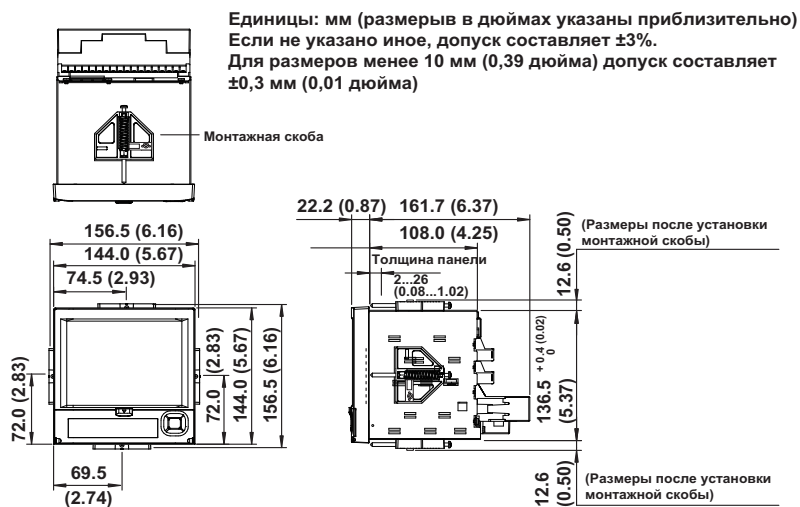 Единицы: мм (размерыв в дюймах указаны приблизительно)
Если не указано иное, допуск составляет ±3%.
Для размеров менее 10 мм (0,39 дюйма) допуск составляет
±0,3 мм (0,01 дюйма)
Монтажная скоба
156.5 (6.16)
144.0 (5.67)
74.5 (2.93)
72.0 (2.83)
72.0 (2.83)
144.0 (5.67)
156.5 (6.16)
69.5
(2.74)
22.2 (0.87)
161.7 (6.37)
108.0 (4.25)
Толщина панели
2...26
(0.08...1.02)
12.6 (0.50)
(Размеры после установки
монтажной скобы)
136.5 +0.4 (0.02)
0
(5.37)
12.6
(0.50)
(Размеры после установки
монтажной скобы)